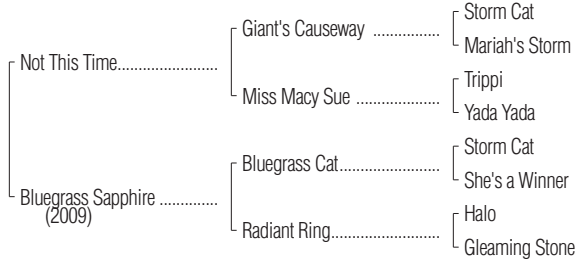 Storm Cat
Giant's Causeway ................
Mariah's Storm
Not This Time........................
Trippi
Miss Macy Sue ....................
Yada Yada
Storm Cat
Bluegrass Cat........................
She's a Winner
Bluegrass Sapphire ..............
(2009)
Halo
Radiant Ring..........................
Gleaming Stone